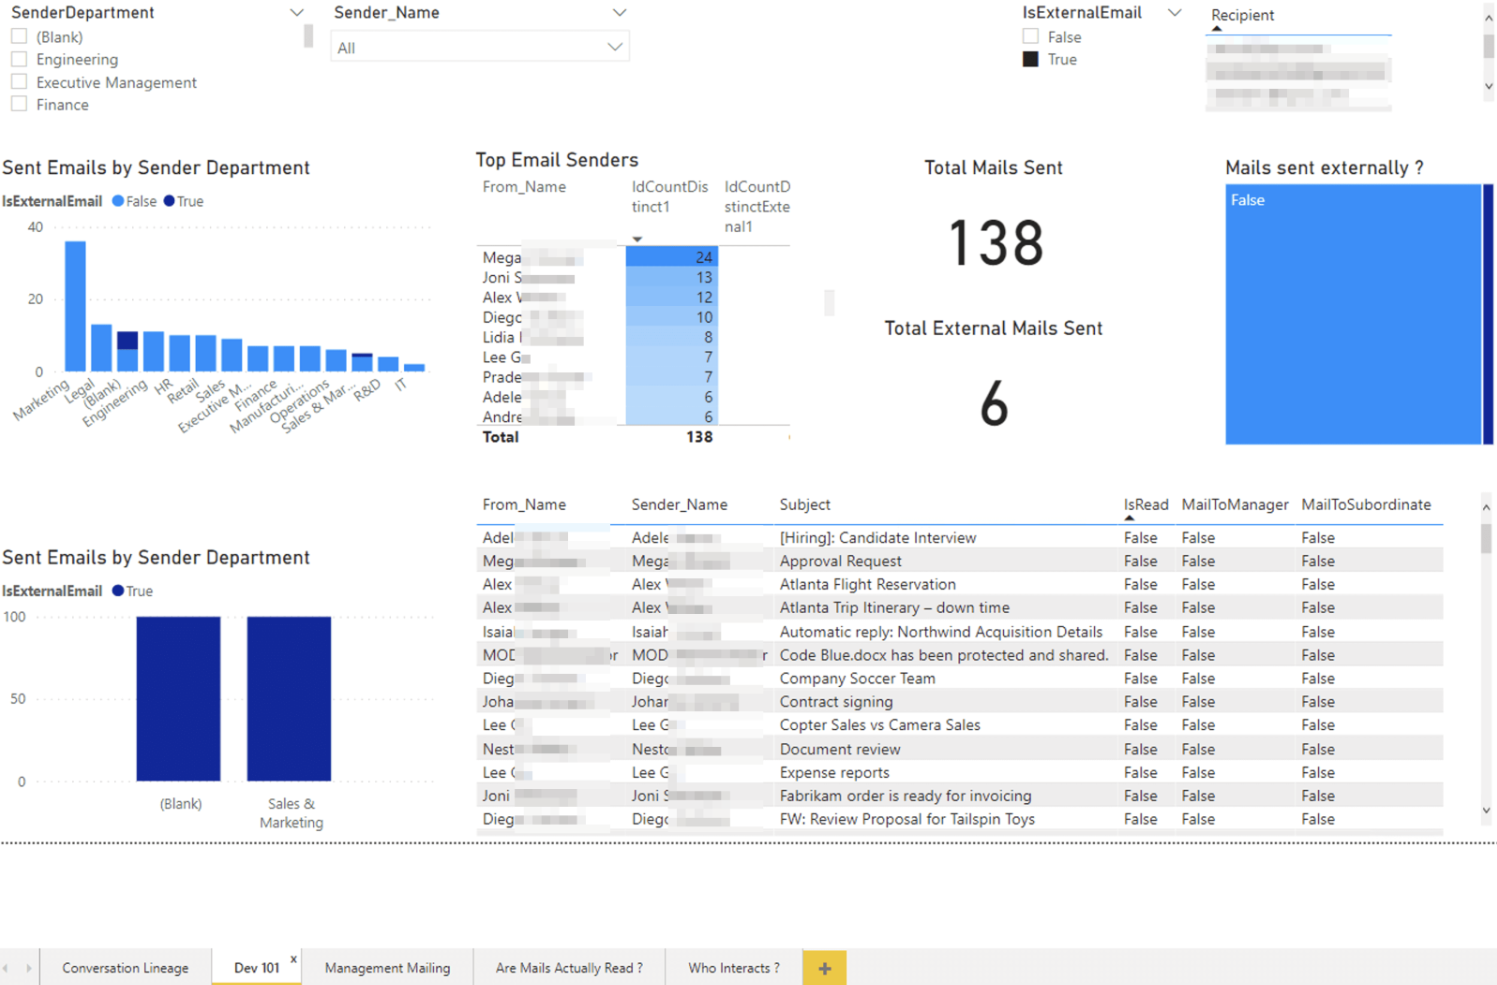 SenderDepartment
(Blank)
Engineering
Executive Management
Finance
Sender_Name
All
IsExternalEmail
False
True
Recipient
Sent Emails by Sender Department
IsExternalEmail False True
40
20
0
Marketing
Legal
(Blank)
Engineering
HR
Retail
Sales
Executive M...
Finance
Manufacturi...
Operations
Sales & Mar...
R&D
IT
Top Email Senders
From_Name IdCountDis IdCountD
tinct1 stinctExte
nal1
Mega 24
Joni S 13
Alex 12
Diego 10
Lidia 8
Lee G 7
Prade 7
Adele 6
Andre 6
Total 138
Total Mails Sent
138
Total External Mails Sent
6
Mails sent externally ?
False
Sent Emails by Sender Department
IsExternalEmail True
100
50
0
(Blank)
Sales &
Marketing
From_Name Sender_Name Subject IsRead MailToManager MailToSubordinate
Adel Adele [Hiring]: Candidate Interview False False False
Meg Mega Approval Request False False False
Alex Alex Atlanta Flight Reservation False False False
Alex Alex Atlanta Trip Itinerary – down time False False False
Isaia Isaiah Automatic reply: Northwind Acquisition Details False False False
MOD or MOD r Code Blue.docx has been protected and shared. False False False
Dieg Diego Company Soccer Team False False False
Joha Johan Contract signing False False False
Lee Lee G Copter Sales vs Camera Sales False False False
Nest Nesto Document review False False False
Lee Lee G Expense reports False False False
Joni Joni S Fabrikam order is ready for invoicing False False False
Dieg Diego FW: Review Proposal for Tailspin Toys False False False
Conversation Lineage Dev 101 x Management Mailing Are Mails Actually Read ? Who Interacts ? +